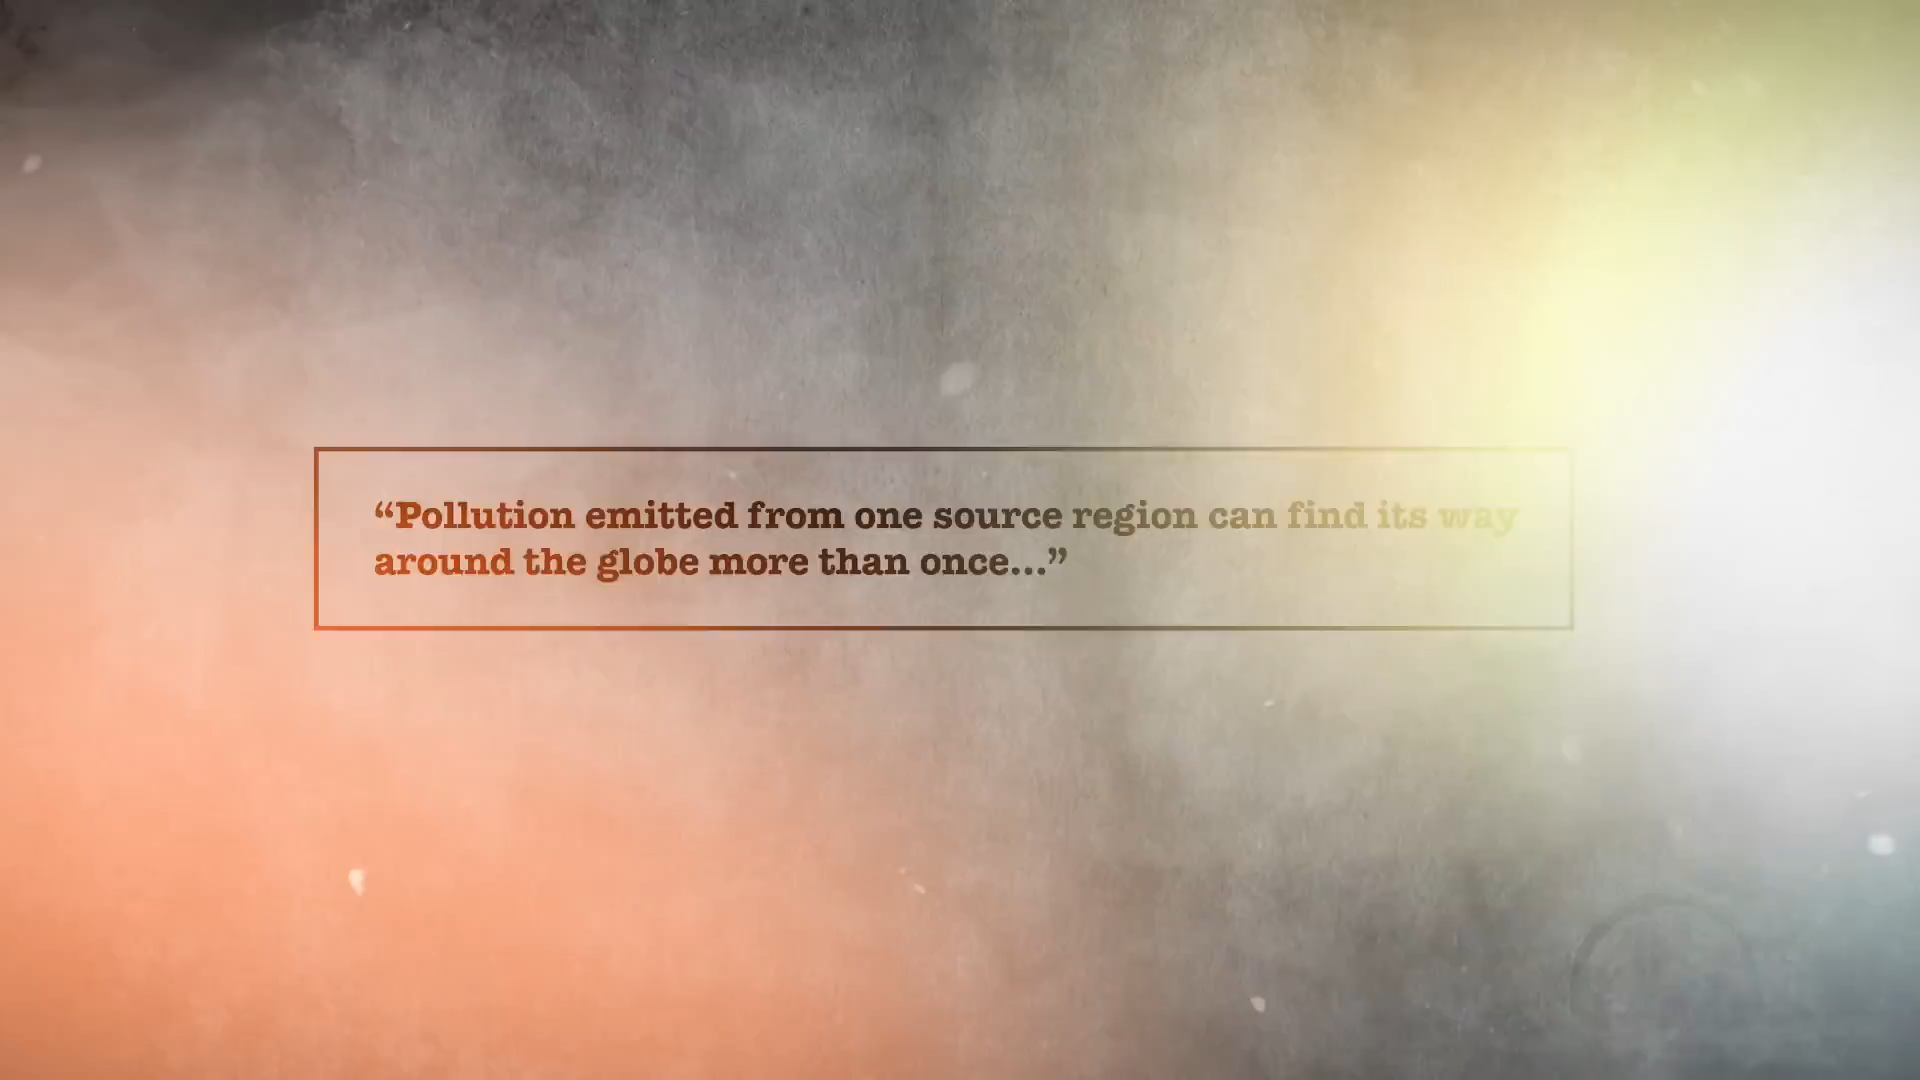 “Pollution emitted from one source region can find its way
around the globe more than once...”